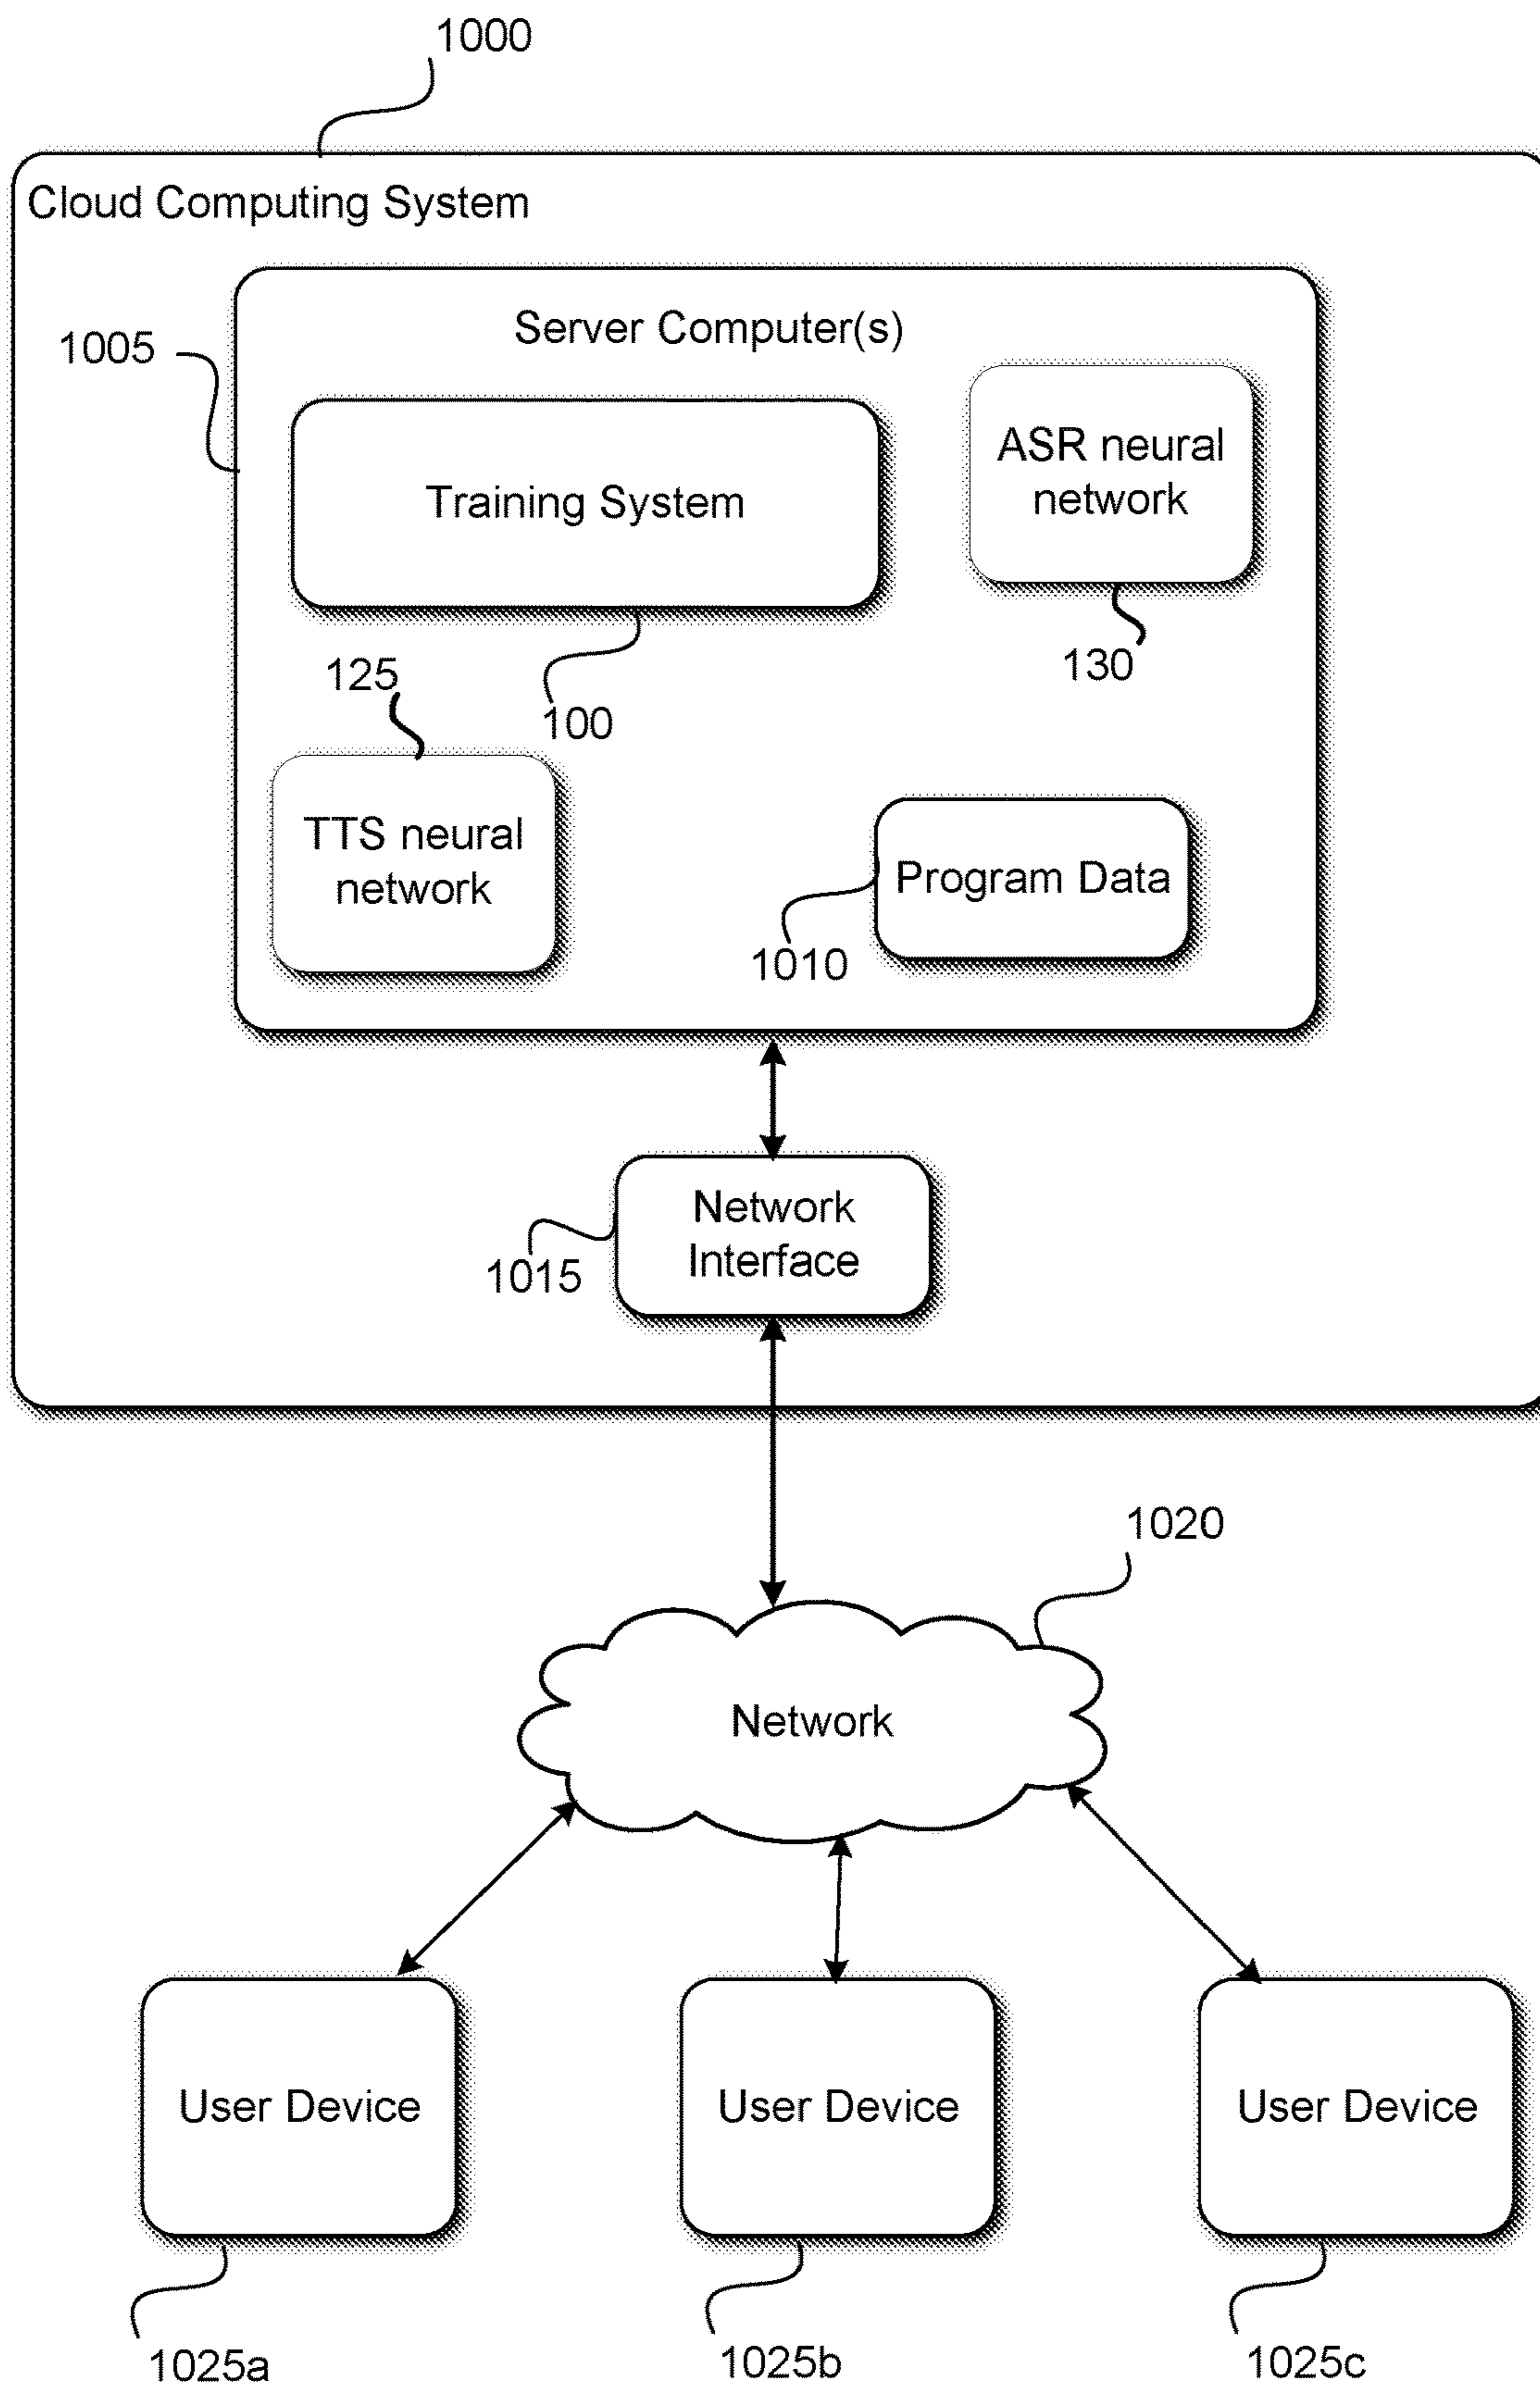 1000
Cloud Computing System
Server Computer(s)
1005
Training System
ASR neural
network
130
125
100
TTS neural
network
Program Data
1010
Network
Interface
1015
1020
Network
User Device
User Device
User Device
1025a
1025b
1025c